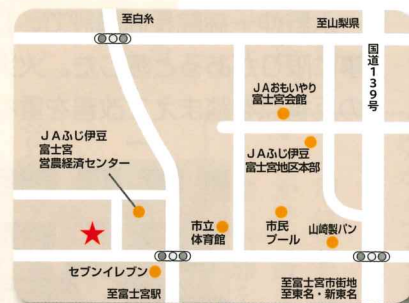 至白糸
至山梨県
国道139号
JAおもいやり
富士宮会館
JAふじ伊豆
富士宮
営農経済センター
JAふじ伊豆
富士宮地区本部
市立
体育館
市民
プール
山崎製パン
セブンイレブン
至富士宮駅
至富士宮市街地
至東名・新東名